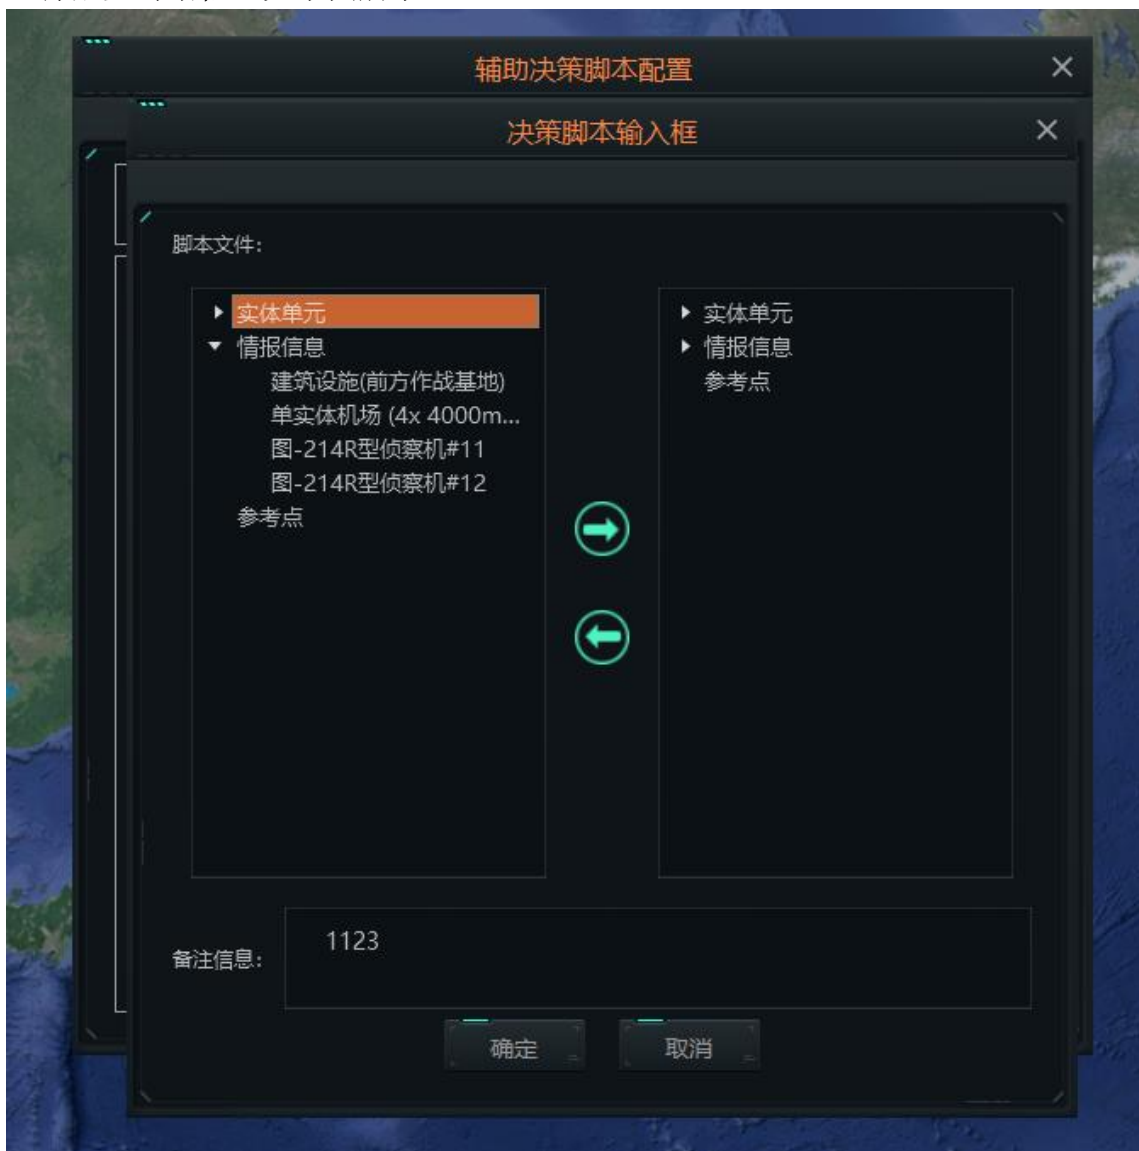 辅助决策脚本配置
决策脚本输入框
脚本文件:
实体单元
情报信息
建筑设施(前方作战基地)
单实体机场 (4x 4000m...
图-214R型侦察机#11
图-214R型侦察机#12
参考点
实体单元
情报信息
参考点
备注信息:
1123
确定
取消